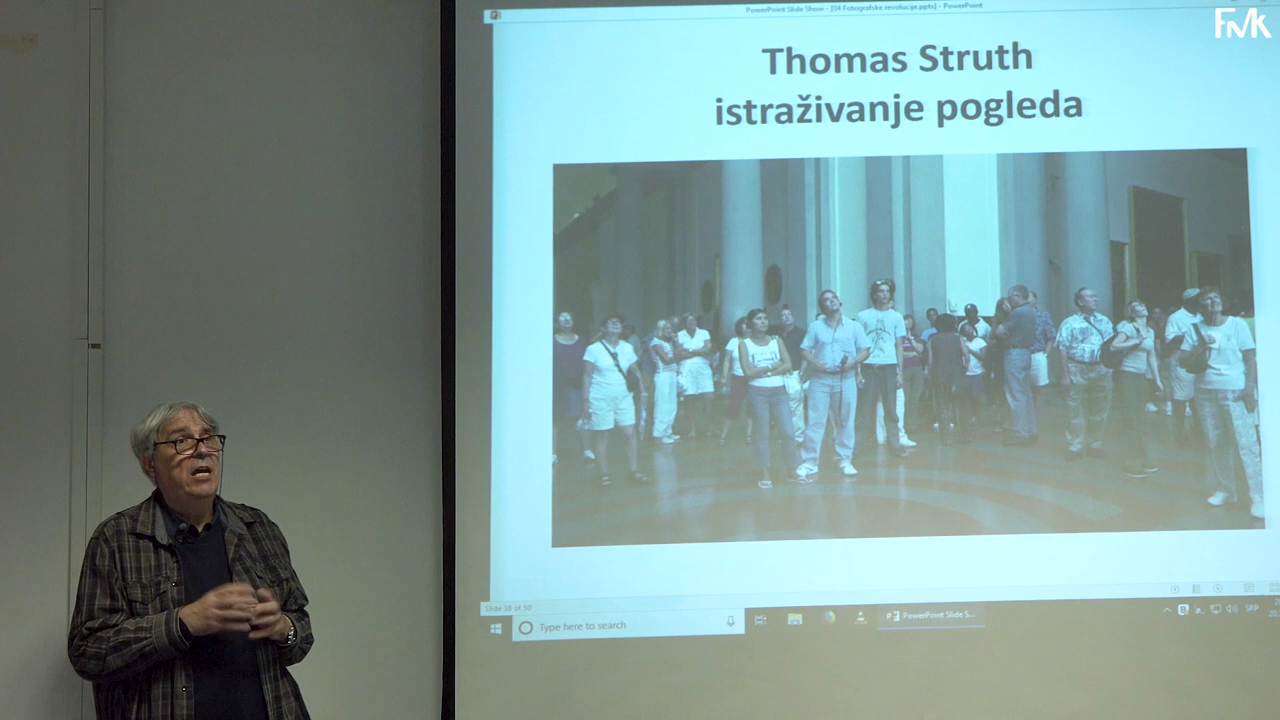 PowerPoint Slide Show - [04 Fotografske revolucije.pptx] - PowerPoint
FMK
Thomas Struth
istraživanje pogleda
Slide 38 of 50
Type here to search
PowerPoint Slide S...
SRP